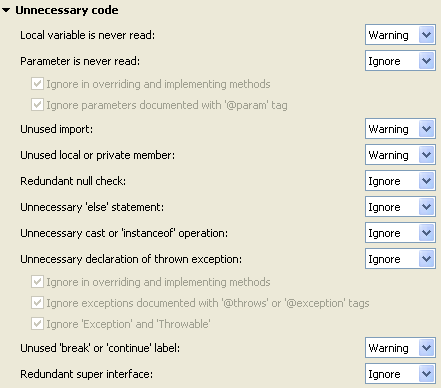 Unnecessary code
Local variable is never read: Warning
Parameter is never read: Ignore
Ignore in overriding and implementing methods
Ignore parameters documented with '@param' tag
Unused import: Warning
Unused local or private member: Warning
Redundant null check: Ignore
Unnecessary 'else' statement: Ignore
Unnecessary cast or 'instanceof' operation: Ignore
Unnecessary declaration of thrown exception: Ignore
Ignore in overriding and implementing methods
Ignore exceptions documented with '@throws' or '@exception' tags
Ignore 'Exception' and 'Throwable'
Unused 'break' or 'continue' label: Warning
Redundant super interface: Ignore